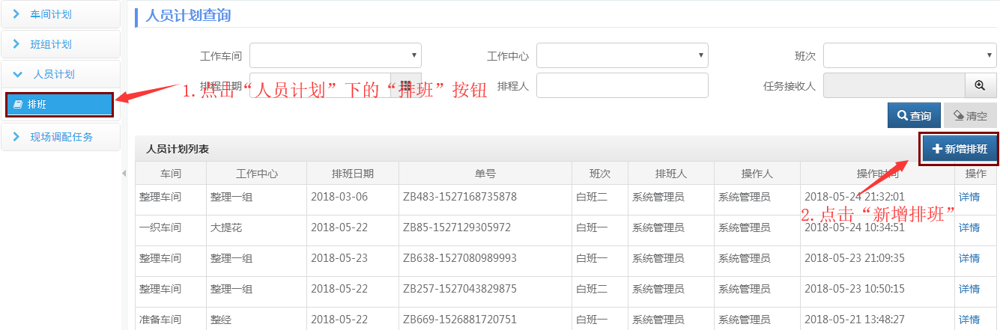 车间计划
班组计划
人员计划
排班
现场调配任务
人员计划查询
工作车间
工作中心
班次
排程日期
排程人
任务接收人
1.点击“人员计划”下的“排班”按钮
查询
清空
人员计划列表
新增排班
车间 工作中心 排班日期 单号 班次 排班人 操作人 操作时间 操作
整理车间 整理一组 2018-03-06 ZB483-1527168735878 白班二 系统管理员 系统管理员 2018-05-24 21:32:01 详情
2.点击“新增排班”
一织车间 大提花 2018-05-22 ZB85-1527129305972 白班一 系统管理员 系统管理员 2018-05-24 10:34:51 详情
整理车间 整理一组 2018-05-23 ZB638-1527080989993 白班一 系统管理员 系统管理员 2018-05-23 21:09:35 详情
整理车间 整理一组 2018-05-22 ZB257-1527043829875 白班二 系统管理员 系统管理员 2018-05-23 10:50:15 详情
准备车间 整经 2018-05-22 ZB669-1526881720751 白班一 系统管理员 系统管理员 2018-05-21 13:48:27 详情